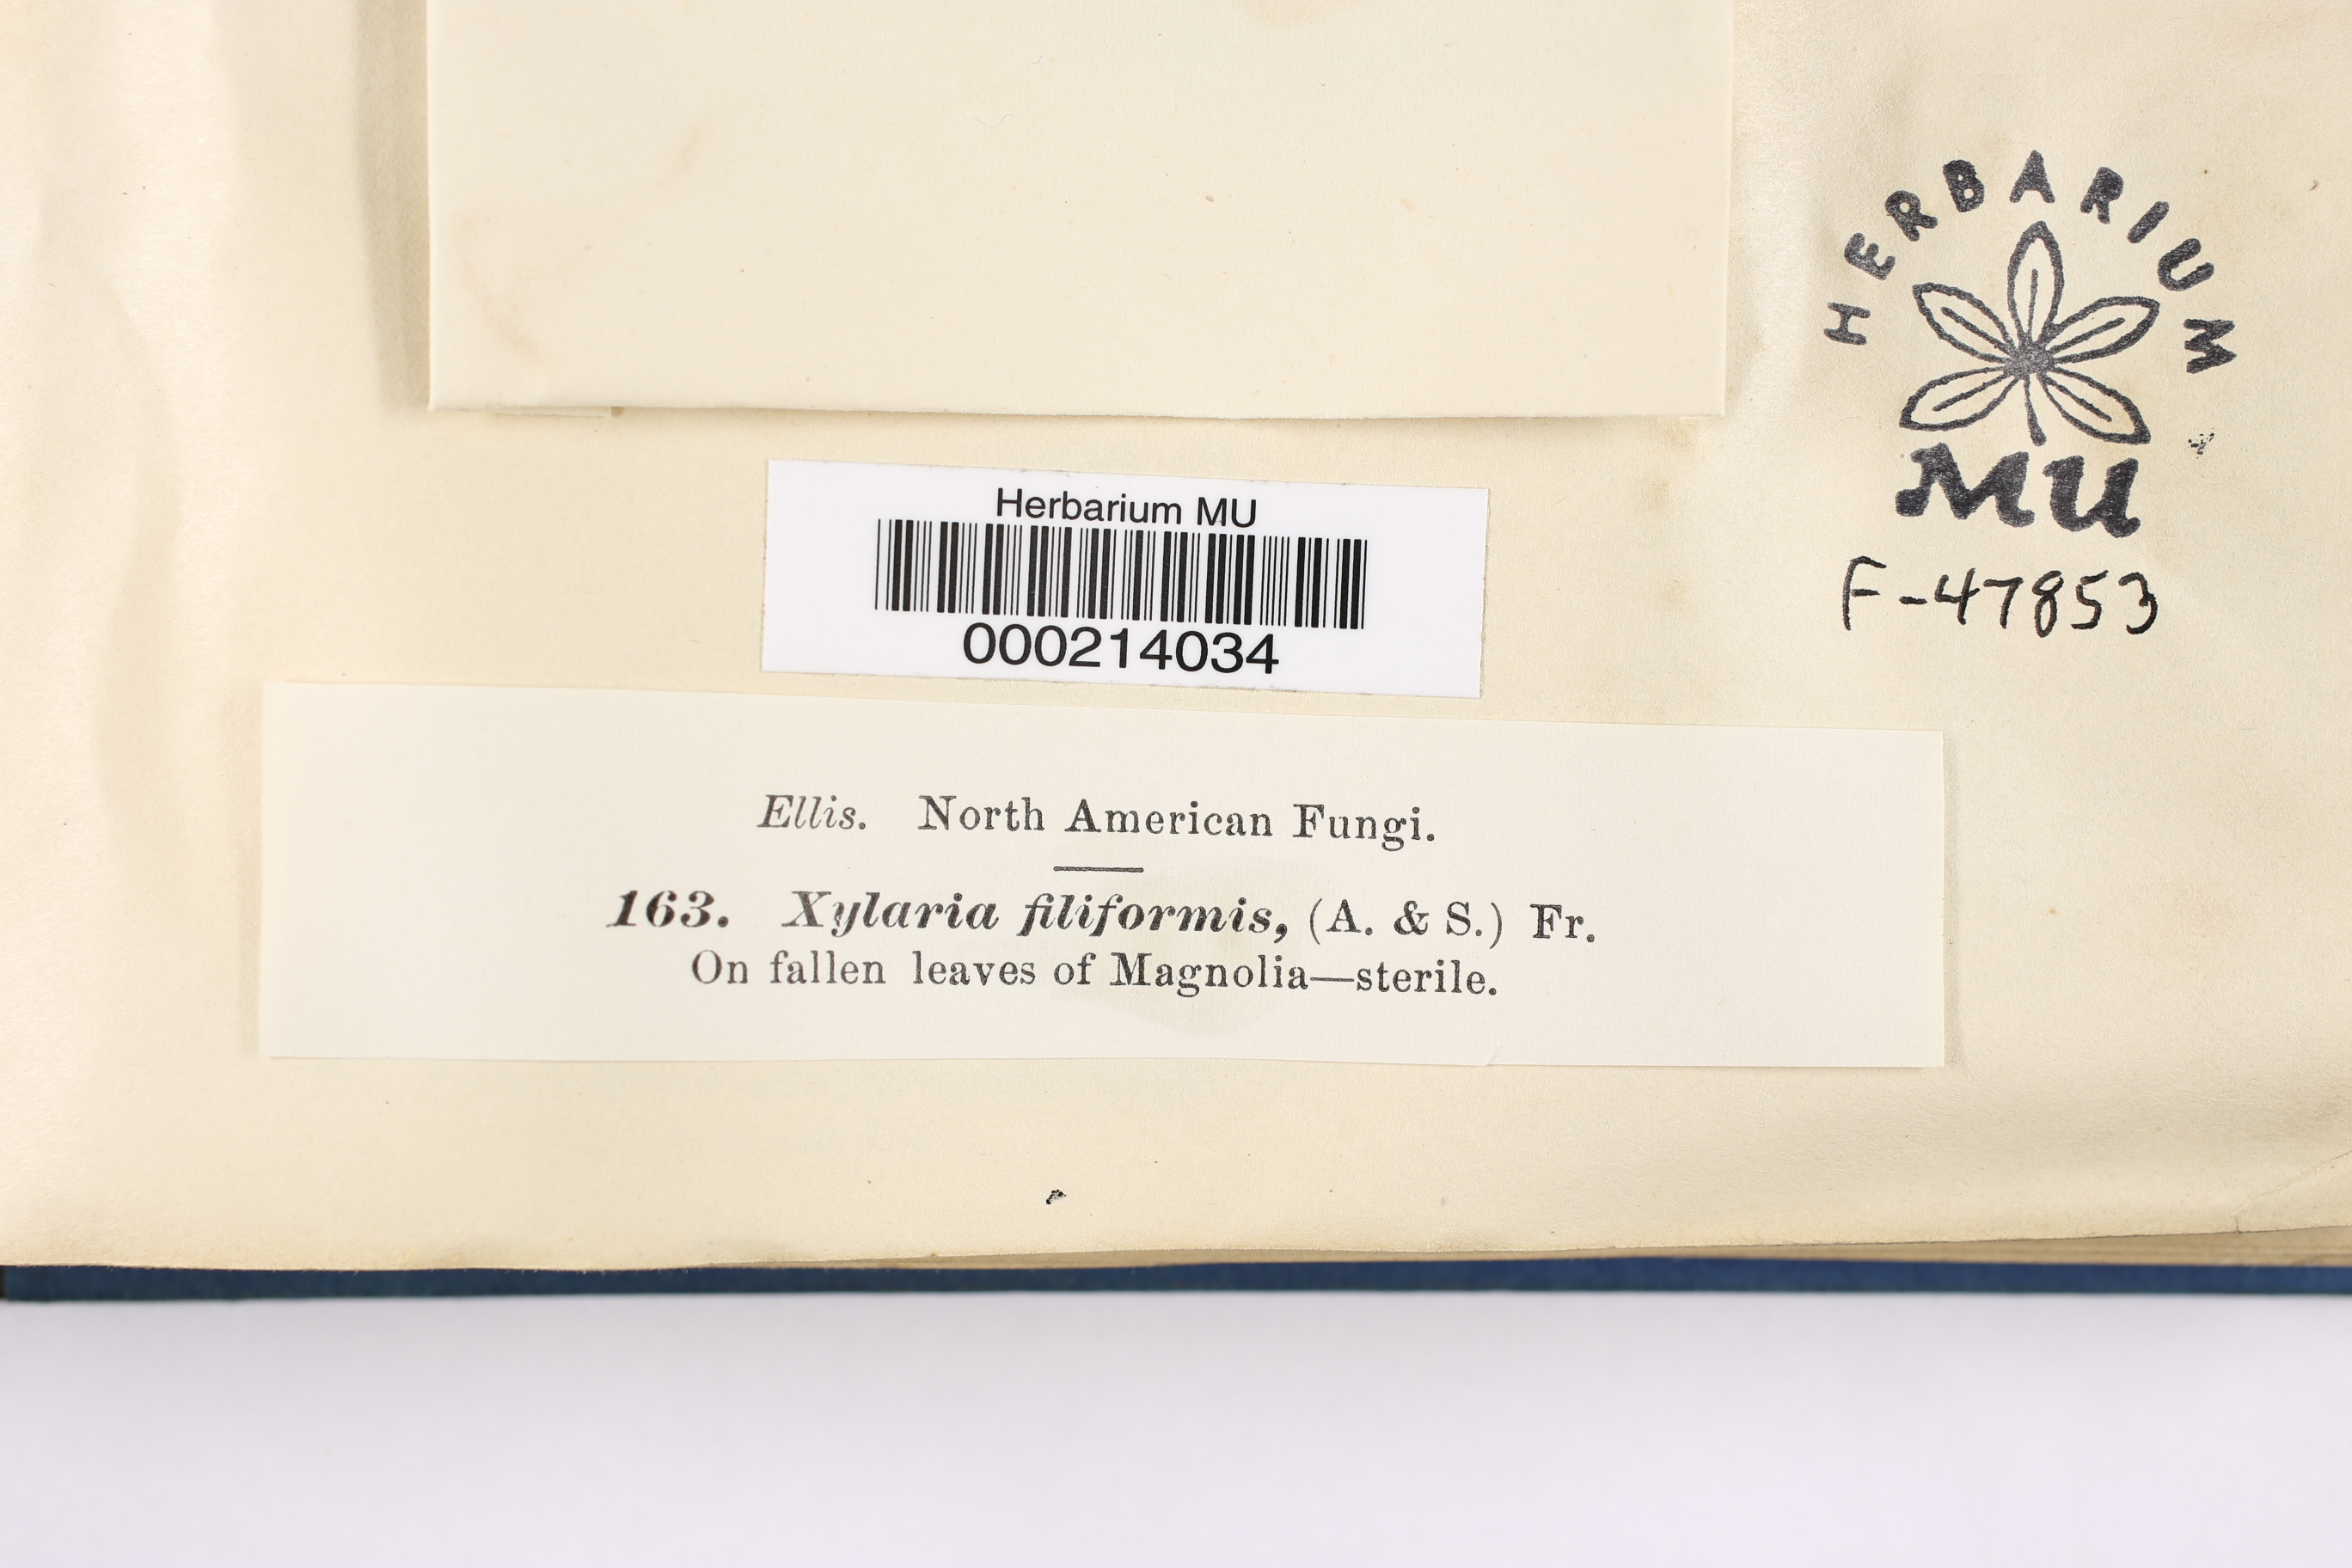 HERBARIUM
MU
F-47853
Herbarium MU
000214034
Ellis. North American Fungi.
163. Xylaria filiformis, (A. & S.) Fr.
On fallen leaves of Magnolia—sterile.